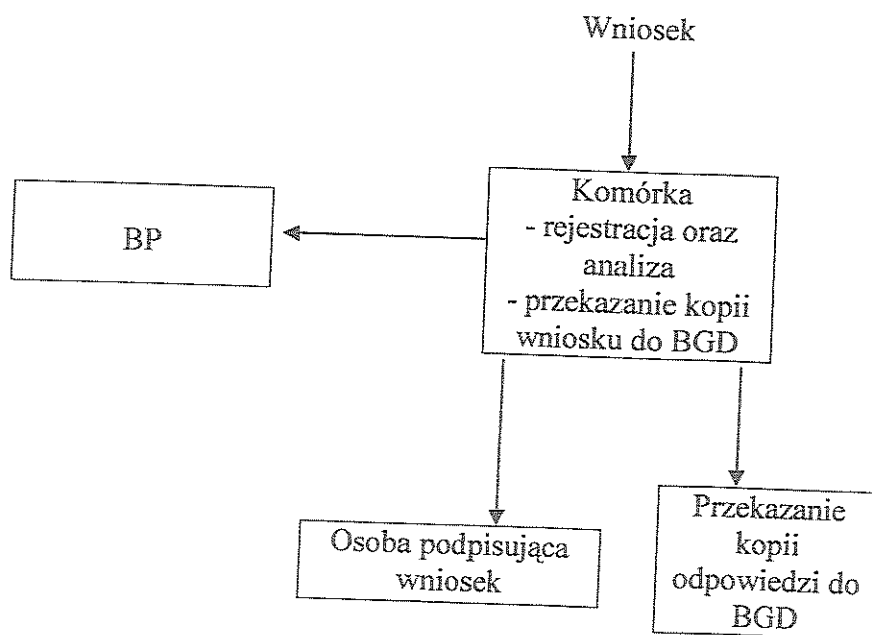 Wniosek
Komórka
- rejestracja oraz
analiza
- przekazanie kopii
wniosku do BGD
BP
Osoba podpisująca
wniosek
Przekazanie
kopii
odpowiedzi do
BGD